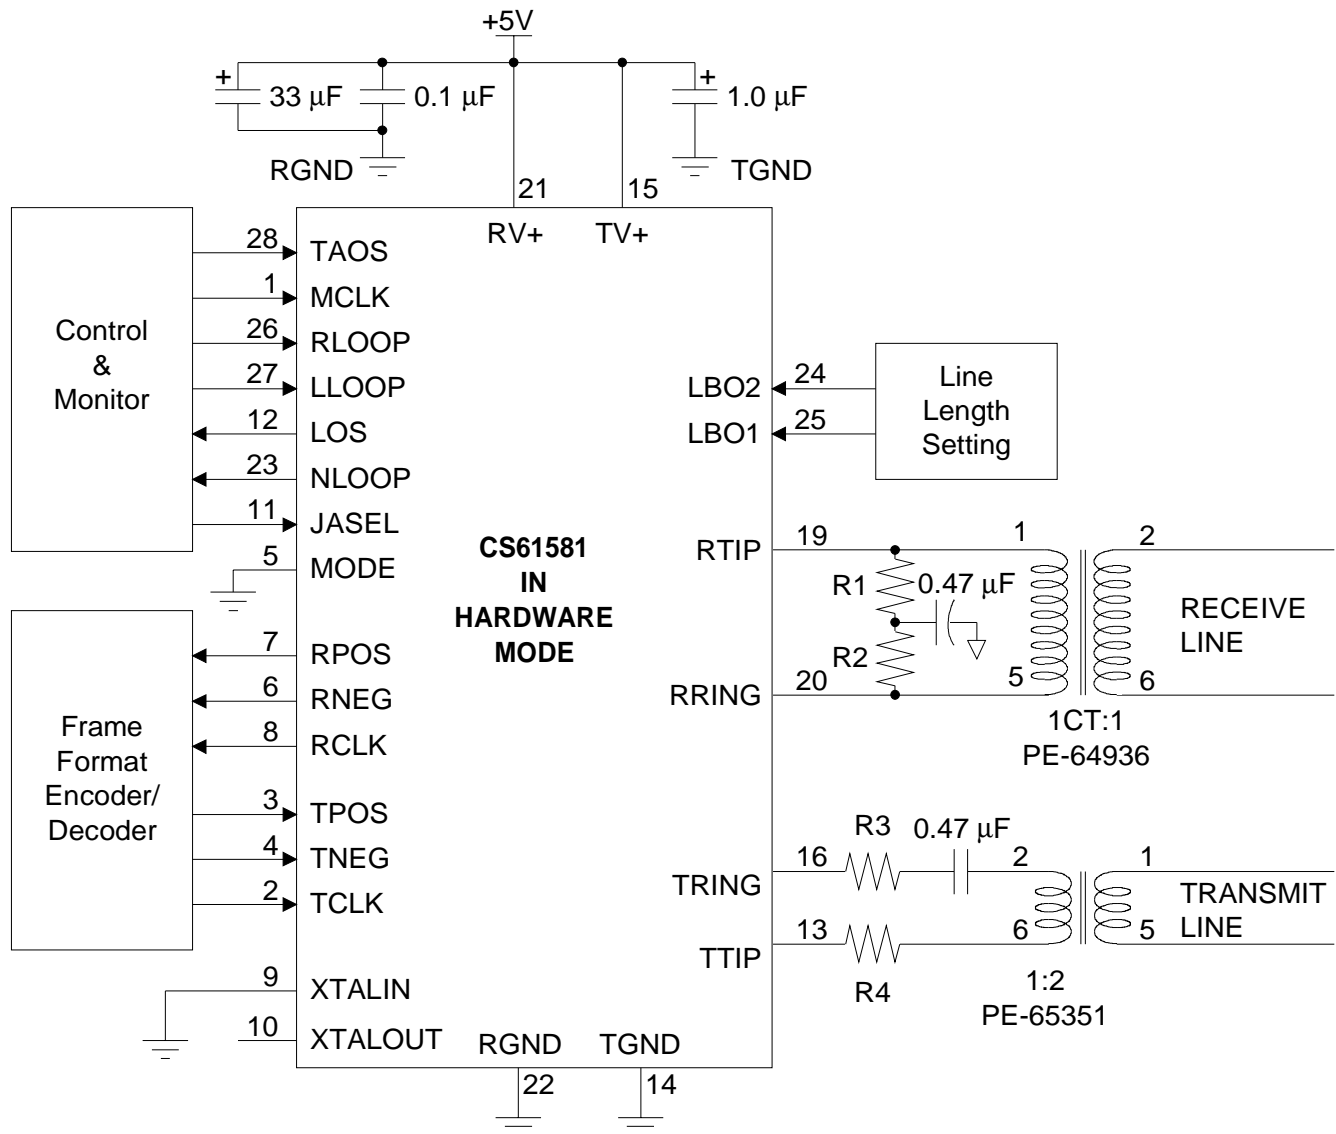 +5V
+
33 µF
0.1 µF
+
1.0 µF
RGND
TGND
21
15
RV+
TV+
Control
&
Monitor
28
TAOS
1
MCLK
26
RLOOP
27
LLOOP
12
LOS
23
NLOOP
11
JASEL
5
MODE
CS61581
IN
HARDWARE
MODE
LBO2
24
LBO1
25
Line
Length
Setting
RTIP
19
R1
0.47 µF
R2
RRING
20
1
2
5
6
RECEIVE
LINE
1CT:1
PE-64936
Frame
Format
Encoder/
Decoder
7
RPOS
6
RNEG
8
RCLK
3
TPOS
4
TNEG
2
TCLK
TRING
16
R3
0.47 µF
2
1
TRANSMIT
LINE
TTIP
13
R4
6
5
1:2
PE-65351
9
XTALIN
10
XTALOUT
RGND
TGND
22
14